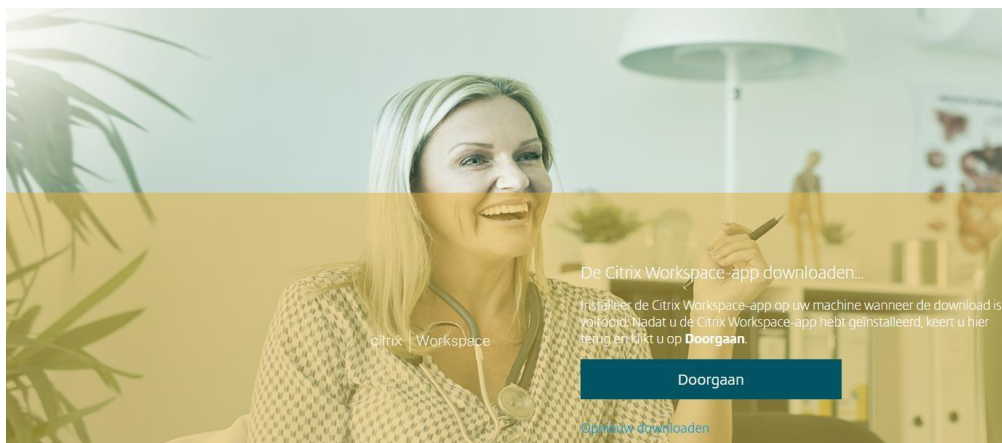 De Citrix Workspace-app downloaden...
Installeer de Citrix Workspace-app op uw machine wanneer de download is
voltooid. Nadat u de Citrix Workspace-app hebt geïnstalleerd, keert u hier
terug en klikt u op Doorgaan.
citrix | Workspace
Doorgaan
Opnieuw downloaden